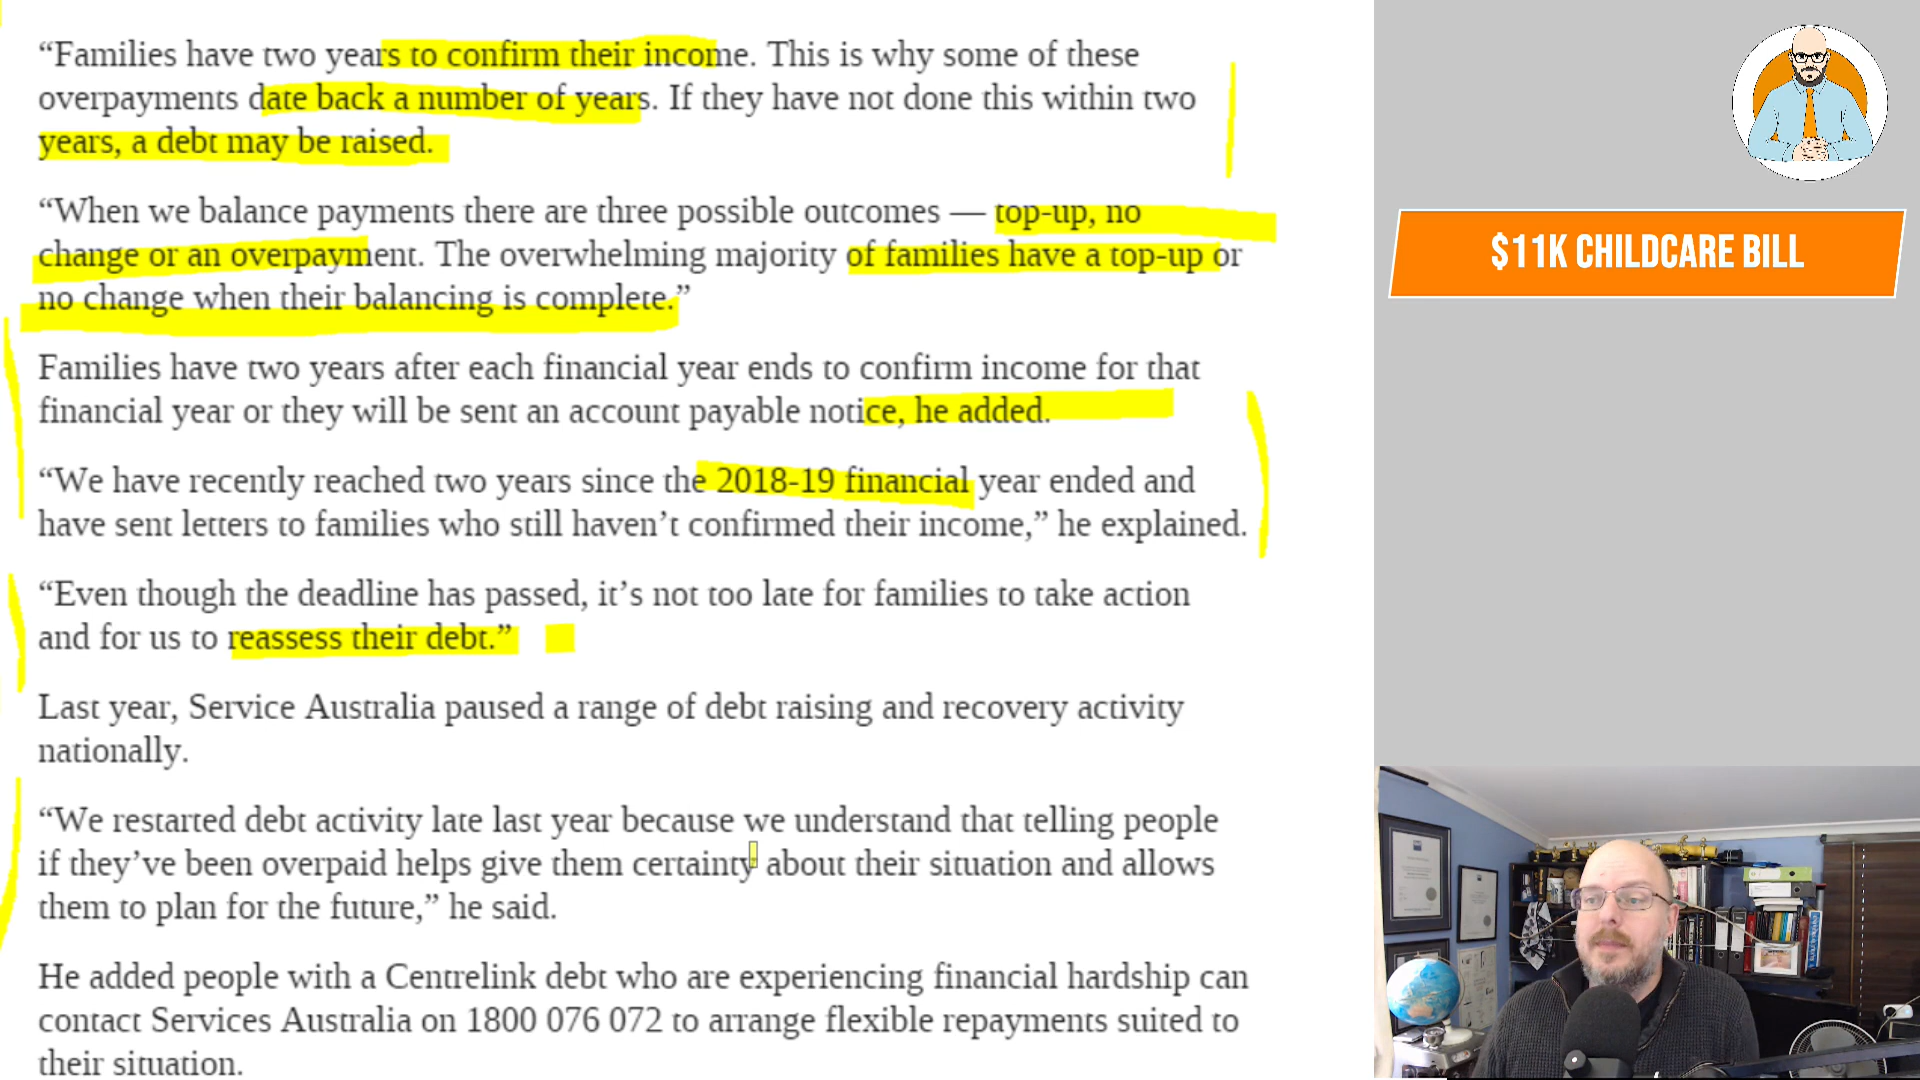 “Families have two years to confirm their income. This is why some of these
overpayments date back a number of years. If they have not done this within two
years, a debt may be raised.
“When we balance payments there are three possible outcomes — top-up, no
change or an overpayment. The overwhelming majority of families have a top-up or
no change when their balancing is complete.”
Families have two years after each financial year ends to confirm income for that
financial year or they will be sent an account payable notice, he added.
“We have recently reached two years since the 2018-19 financial year ended and
have sent letters to families who still haven’t confirmed their income,” he explained.
“Even though the deadline has passed, it’s not too late for families to take action
and for us to reassess their debt.”
Last year, Service Australia paused a range of debt raising and recovery activity
nationally.
“We restarted debt activity late last year because we understand that telling people
if they’ve been overpaid helps give them certainty about their situation and allows
them to plan for the future,” he said.
He added people with a Centrelink debt who are experiencing financial hardship can
contact Services Australia on 1800 076 072 to arrange flexible repayments suited to
their situation.
$11K CHILDCARE BILL